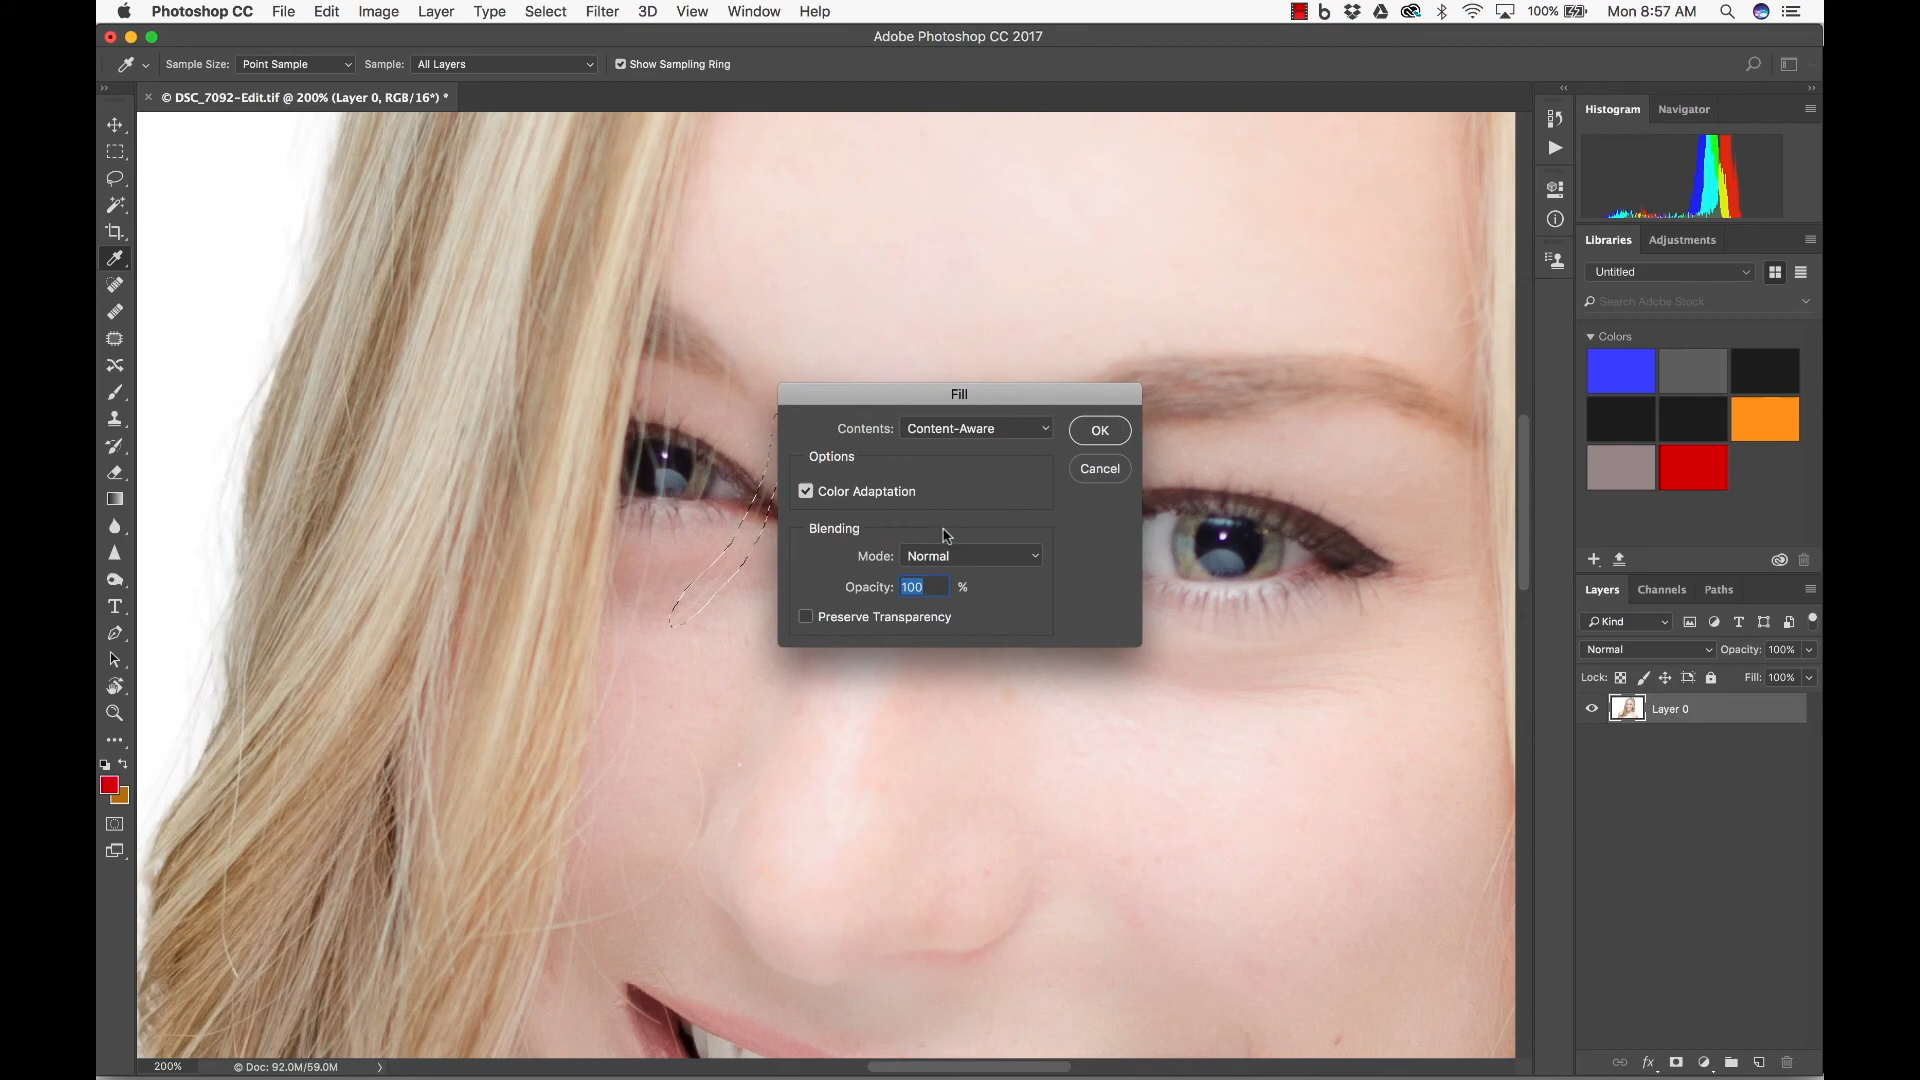 Photoshop CC File Edit Image Layer Type Select Filter 3D View Window Help 100% Mon 8:57 AM
Adobe Photoshop CC 2017
Sample Size: Point Sample Sample: All Layers Show Sampling Ring
© DSC_7092-Edit.tif @ 200% (Layer 0, RGB/16*) *
Histogram Navigator
Libraries Adjustments
Untitled
Search Adobe Stock
Colors
Fill
Contents: Content-Aware OK
Options
Cancel
Color Adaptation
Blending
Mode: Normal
Opacity: 100 %
Preserve Transparency
Layers Channels Paths
Kind
Normal Opacity: 100%
Lock: Fill: 100%
Layer 0
200% © Doc: 92.0M/59.0M